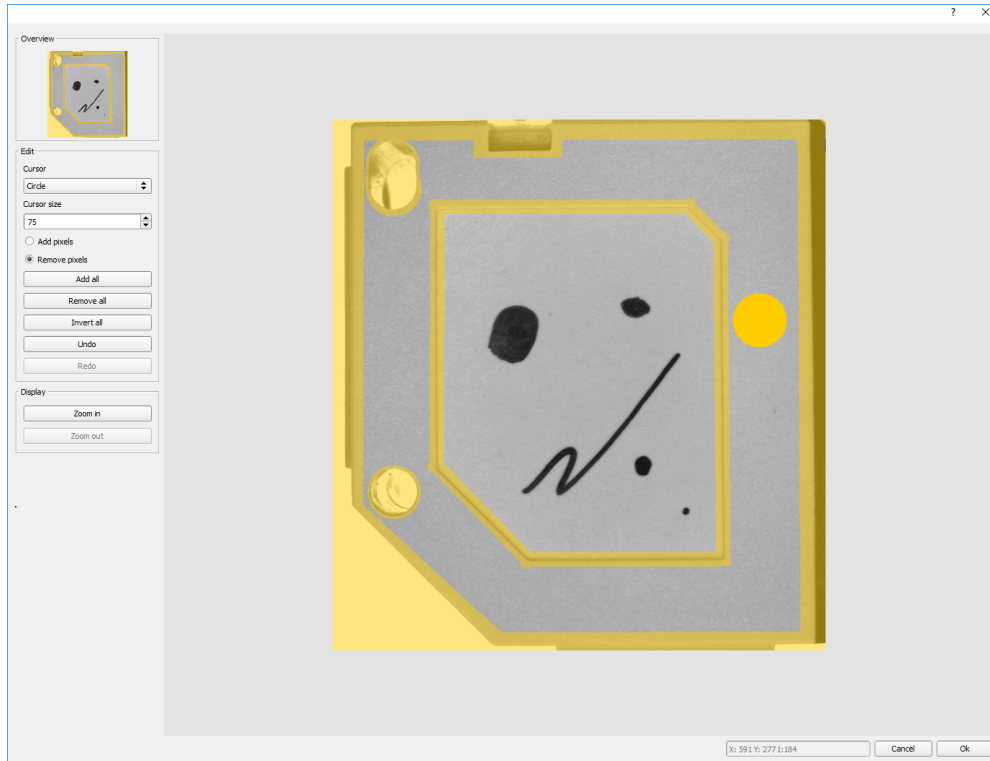 ?
Overview
Edit
Cursor
Circle
Cursor size
75
Add pixels
Remove pixels
Add all
Remove all
Invert all
Undo
Redo
Display
Zoom in
Zoom out
X: 591 Y: 277 I:184
Cancel
Ok